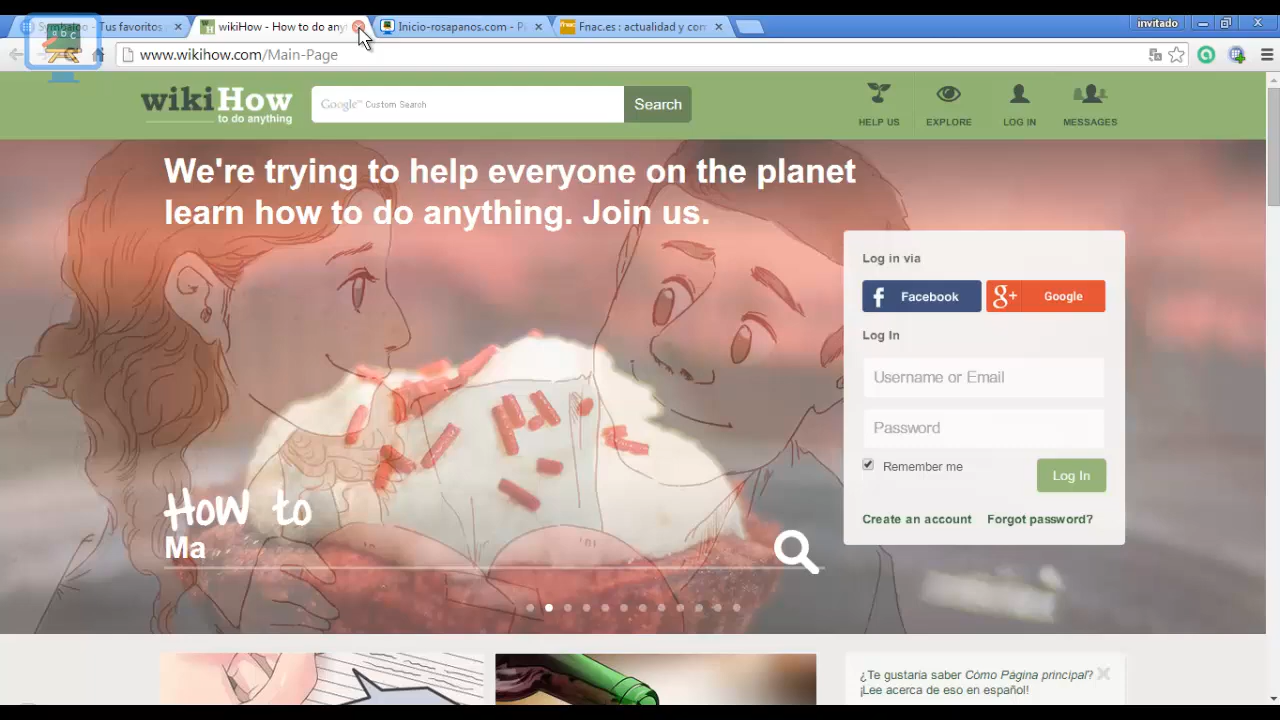 Symbaloo - Tus favoritos
wikiHow - How to do any
Inicio-rosapanos.com - P
Fnac.es : actualidad y com
invitado
abc
www.wikihow.com/Main-Page
wikiHow
to do anything
Google™ Custom Search
Search
HELP US
EXPLORE
LOG IN
MESSAGES
We're trying to help everyone on the planet
learn how to do anything. Join us.
Log in via
Facebook
Google
Log In
Username or Email
Password
Remember me
Log In
Create an account
Forgot password?
How to
Ma
¿Te gustaría saber Cómo Página principal?
¡Lee acerca de eso en español!